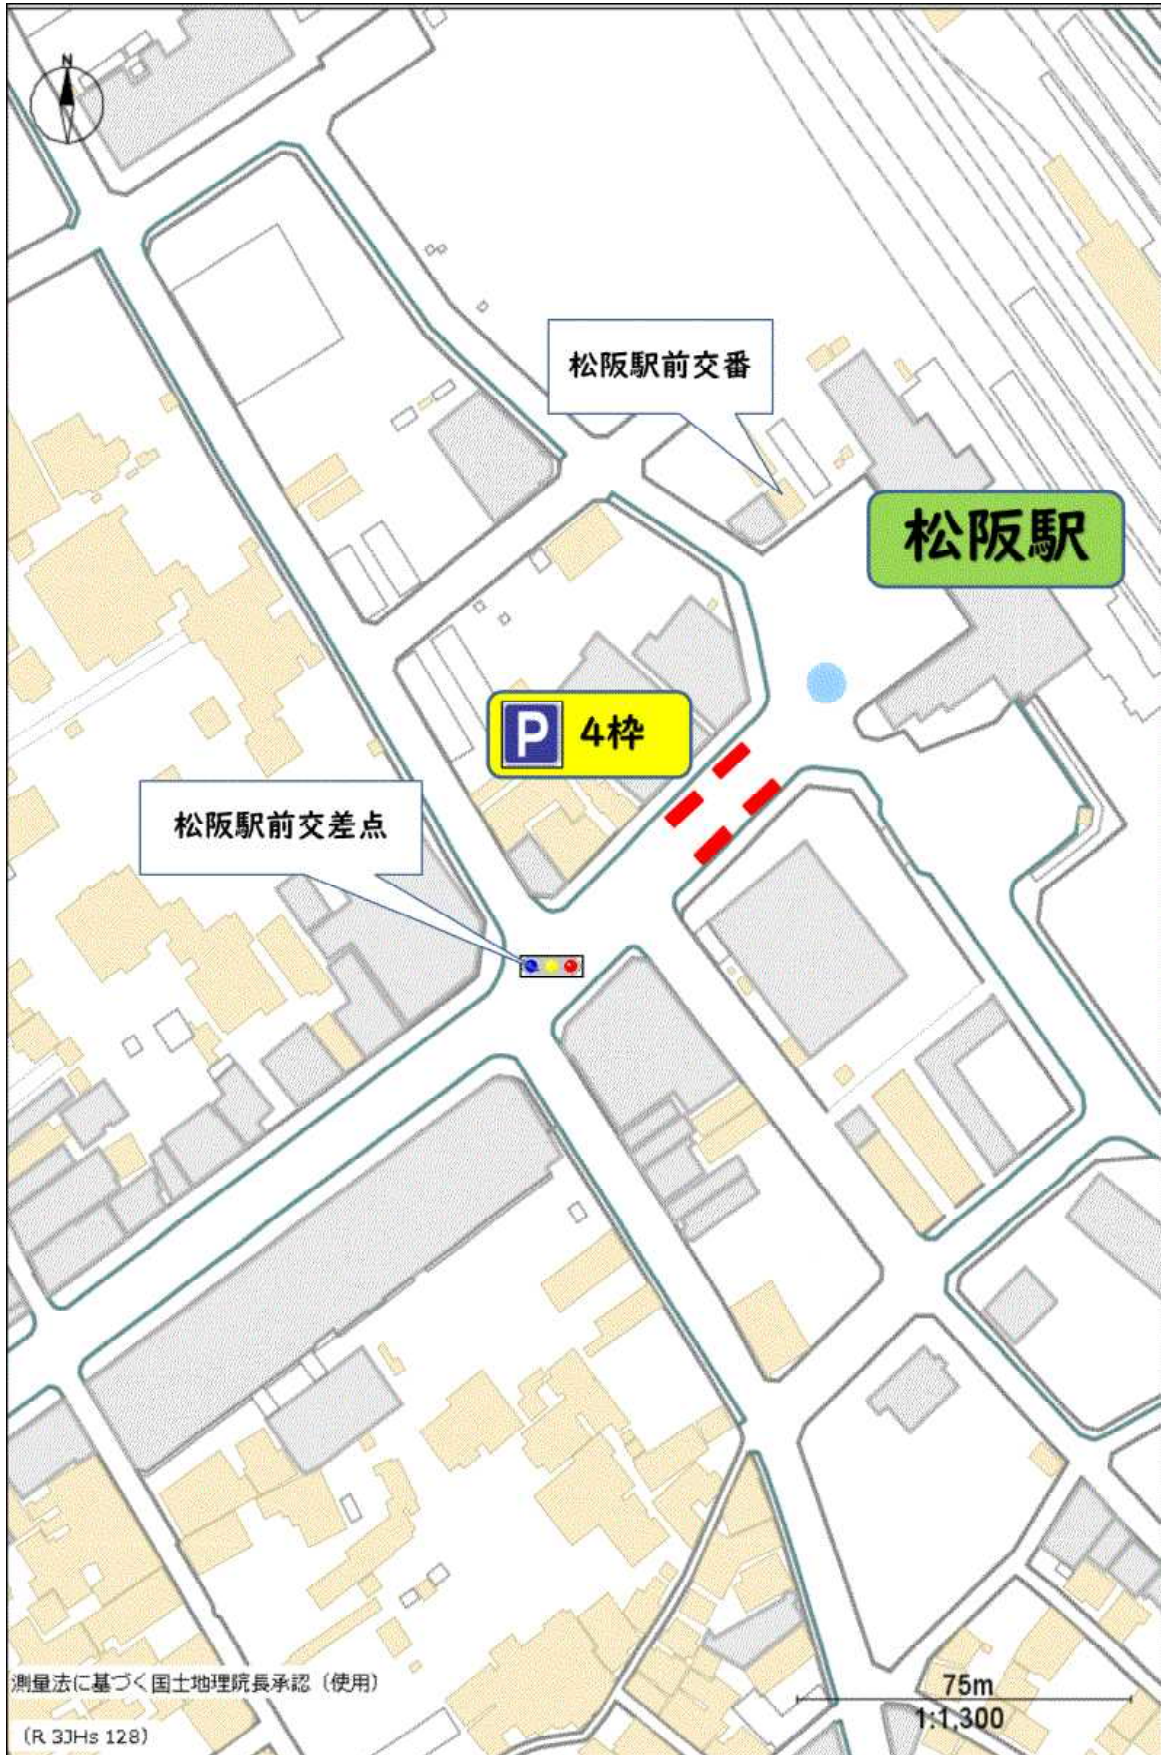 N
松阪駅前交番
松阪駅
P 4枠
松阪駅前交差点
測量法に基づく国土地理院長承認（使用）
（R 3JHs 128）
75m
1:1,300